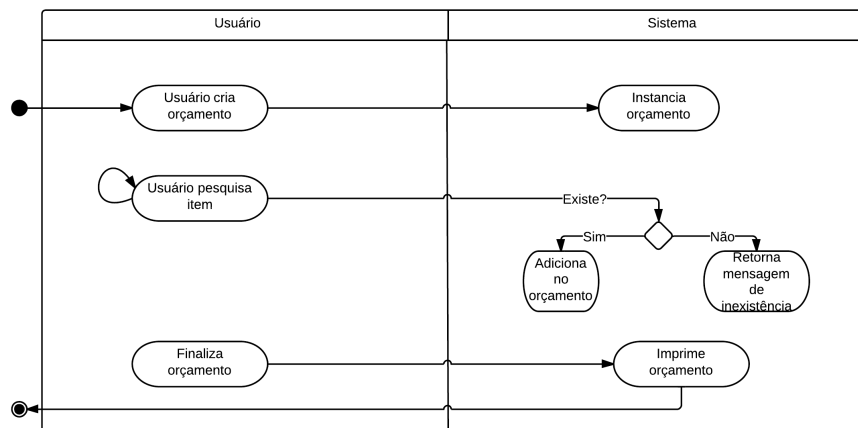 Usuário
Sistema
Usuário cria
orçamento
Instancia
orçamento
Usuário pesquisa
item
Existe?
Sim
Não
Adiciona
no
orçamento
Retorna
mensagem
de
inexistência
Finaliza
orçamento
Imprime
orçamento